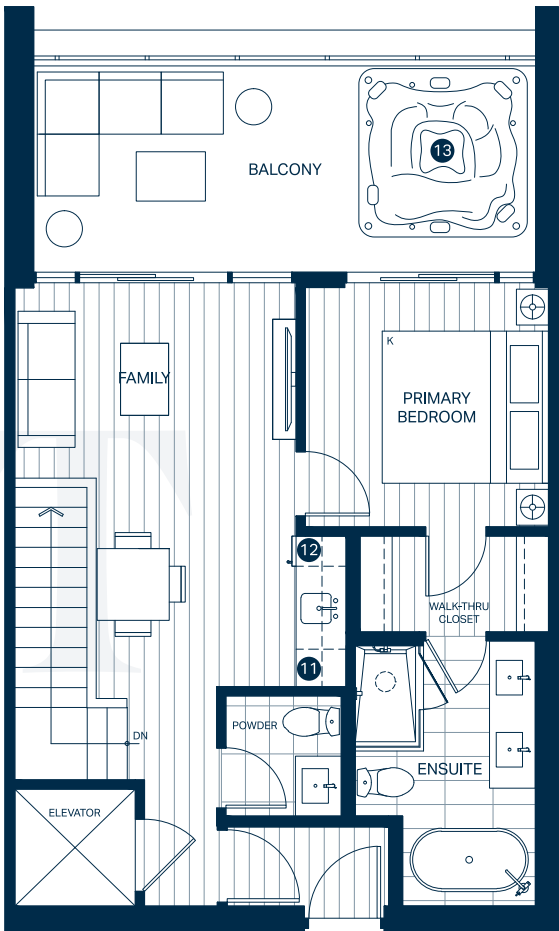 13
BALCONY
K
FAMILY
PRIMARY
BEDROOM
12
WALK-THRU
CLOSET
11
POWDER
DN
ENSUITE
ELEVATOR
T